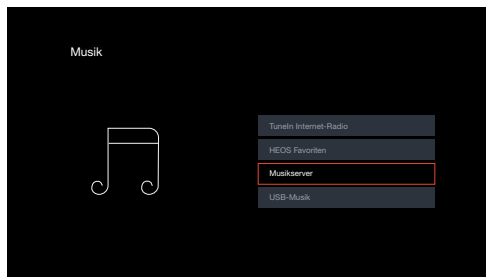 Musik
TuneIn Internet-Radio
HEOS Favoriten
Musikserver
USB-Musik